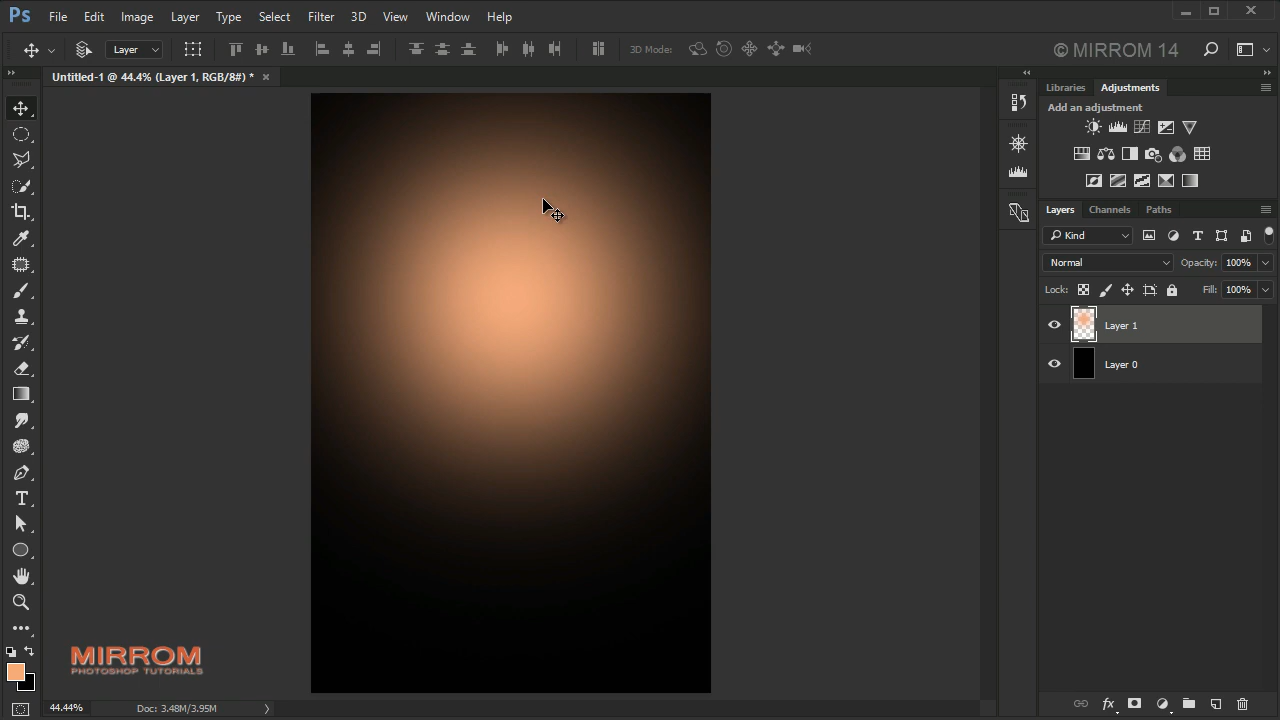 Ps File Edit Image Layer Type Select Filter 3D View Window Help
Layer 3D Mode: © MIRROM 14
Untitled-1 @ 44.4% (Layer 1, RGB/8#) *
Libraries Adjustments
Add an adjustment
Layers Channels Paths
Kind
Normal Opacity: 100%
Lock: Fill: 100%
Layer 1
Layer 0
MIRROM
PHOTOSHOP TUTORIALS
44.44% Doc: 3.48M/3.95M